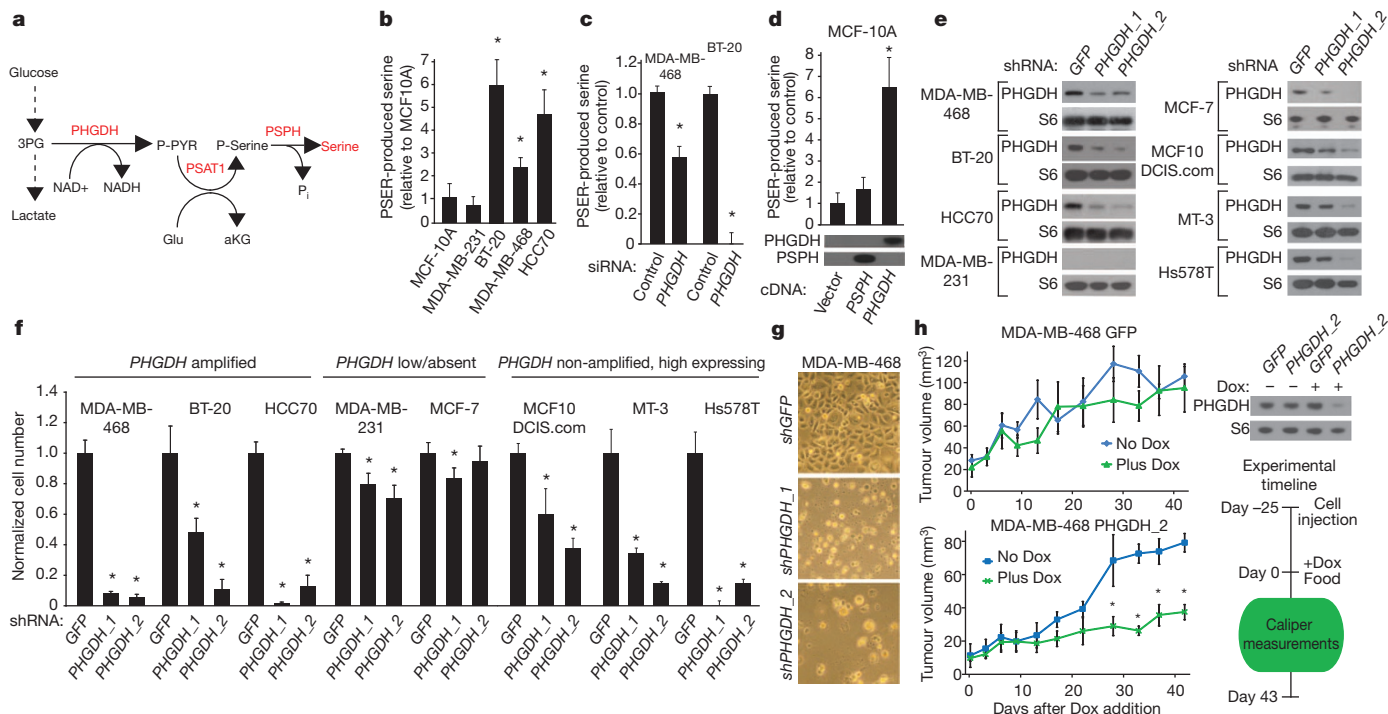 a
Glucose
3PG
Lactate
PHGDH
NAD+
NADH
P-PYR
PSAT1
P-Serine
PSPH
Serine
Pi
Glu
aKG
b
PSER-produced serine
(relative to MCF10A)
7
6
5
4
3
2
1
0
*
*
*
MCF-10A
MDA-MB-231
BT-20
MDA-MB-468
HCC70
c
PSER-produced serine
(relative to control)
1.2
1.0
0.8
0.6
0.4
0.2
0
MDA-MB-
468
BT-20
*
*
siRNA:
Control
PHGDH
Control
PHGDH
d
MCF-10A
PSER-produced serine
(relative to control)
8
7
6
5
4
3
2
1
0
*
PHGDH
PSPH
cDNA:
Vector
PSPH
PHGDH
e
shRNA:
GFP
PHGDH_1
PHGDH_2
MDA-MB-
468
PHGDH
S6
BT-20
PHGDH
S6
HCC70
PHGDH
S6
MDA-MB-
231
PHGDH
S6
shRNA
GFP
PHGDH_1
PHGDH_2
MCF-7
PHGDH
S6
MCF10
DCIS.com
PHGDH
S6
MT-3
PHGDH
S6
Hs578T
PHGDH
S6
f
PHGDH amplified
PHGDH low/absent
PHGDH non-amplified, high expressing
Normalized cell number
1.40
1.2
1.0
0.8
0.6
0.4
0.2
0
MDA-MB-
468
BT-20
HCC70
MDA-MB-
231
MCF-7
MCF10
DCIS.com
MT-3
Hs578T
* * * * * * * * * * * * * * *
shRNA:
GFP
PHGDH_1
PHGDH_2
GFP
PHGDH_1
PHGDH_2
GFP
PHGDH_1
PHGDH_2
GFP
PHGDH_1
PHGDH_2
GFP
PHGDH_1
PHGDH_2
GFP
PHGDH_1
PHGDH_2
GFP
PHGDH_1
PHGDH_2
GFP
PHGDH_1
PHGDH_2
g
MDA-MB-468
shGFP
shPHGDH_1
shPHGDH_2
h
MDA-MB-468 GFP
Tumour volume (mm3)
120
100
80
60
40
20
0
No Dox
Plus Dox
0 10 20 30 40
MDA-MB-468 PHGDH_2
Tumour volume (mm3)
80
60
40
20
0
No Dox
Plus Dox
* * * *
0 10 20 30 40
Days after Dox addition
GFP
PHGDH_2
GFP
PHGDH_2
Dox: – – + +
PHGDH
S6
Experimental
timeline
Day –25
Cell
injection
Day 0
+Dox
Food
Caliper
measurements
Day 43